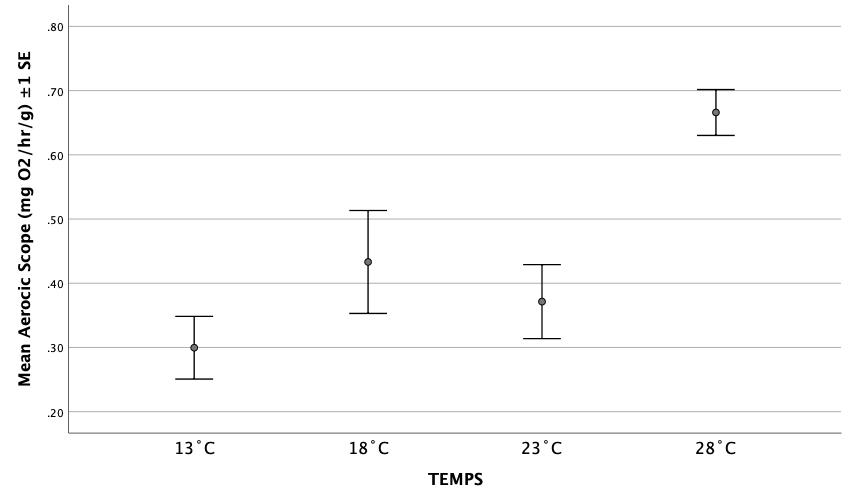 Mean Aerocic Scope (mg O2/hr/g) ±1 SE
.80
.70
.60
.50
.40
.30
.20
13˚C 18˚C 23˚C 28˚C
TEMPS